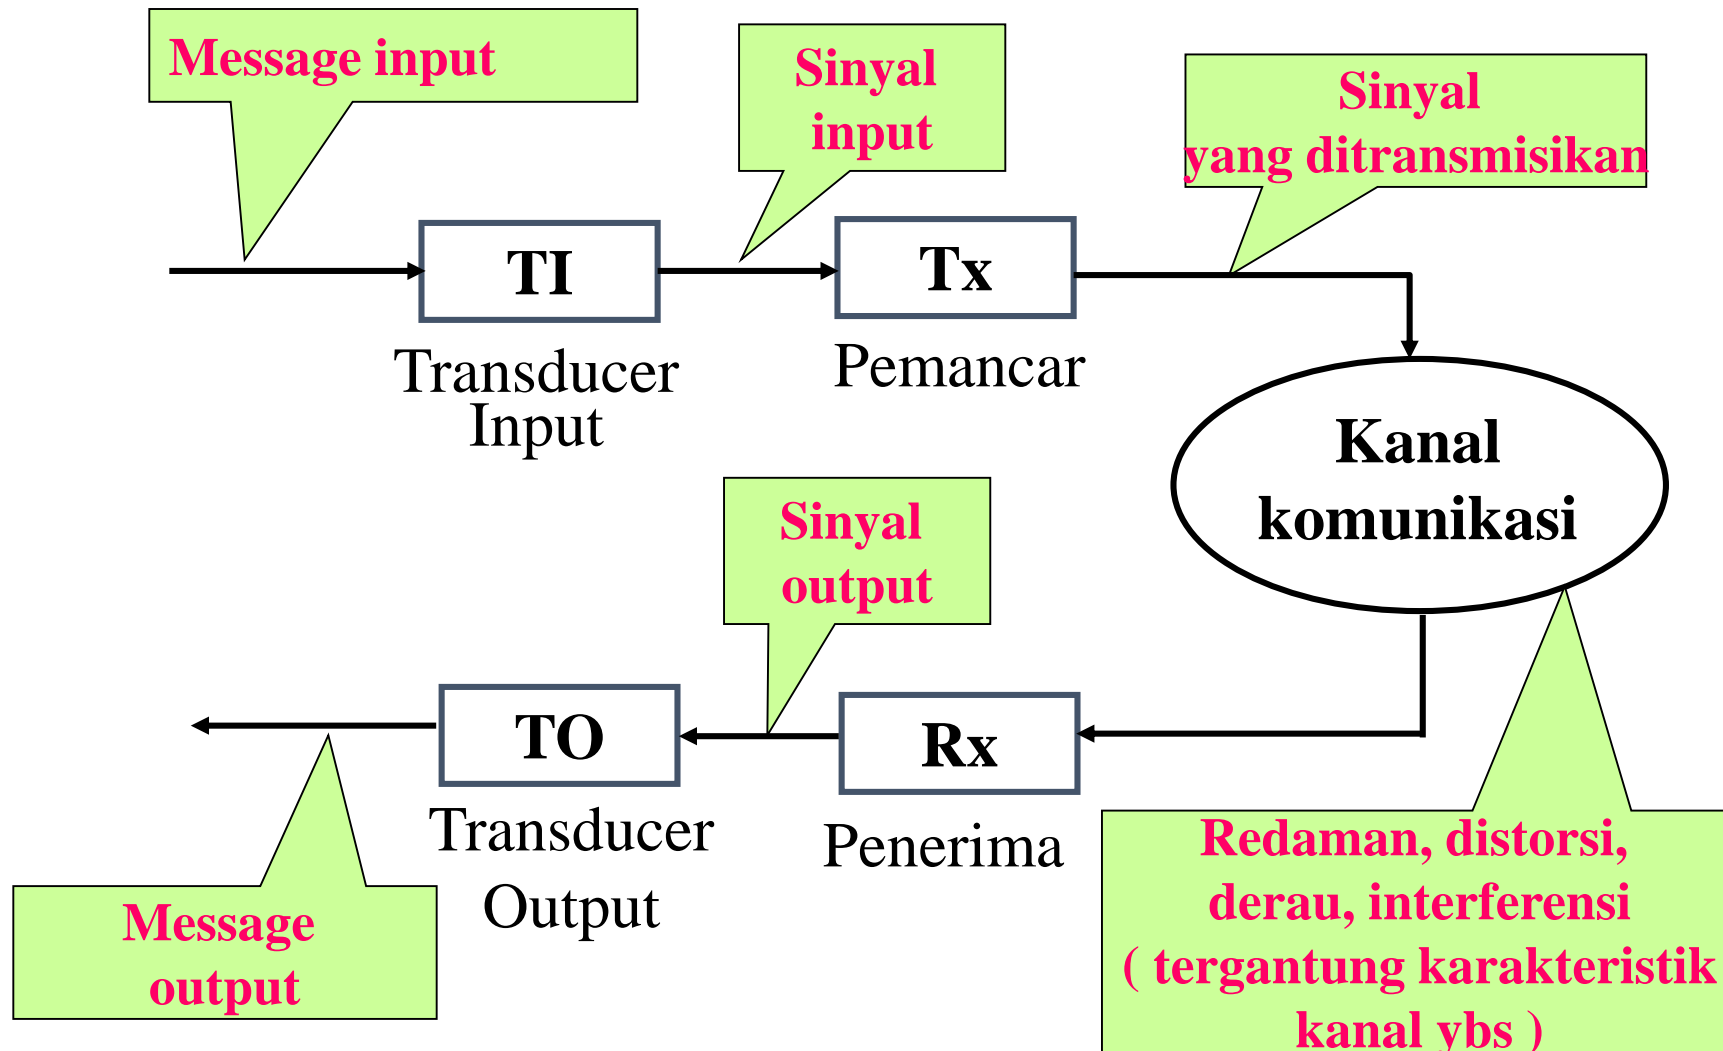 Message input
Sinyal
input
Sinyal
yang ditransmisikan
TI
Tx
Transducer
Input
Pemancar
Kanal
komunikasi
Sinyal
output
TO
Rx
Transducer
Output
Penerima
Message
output
Redaman, distorsi,
derau, interferensi
( tergantung karakteristik
kanal ybs )